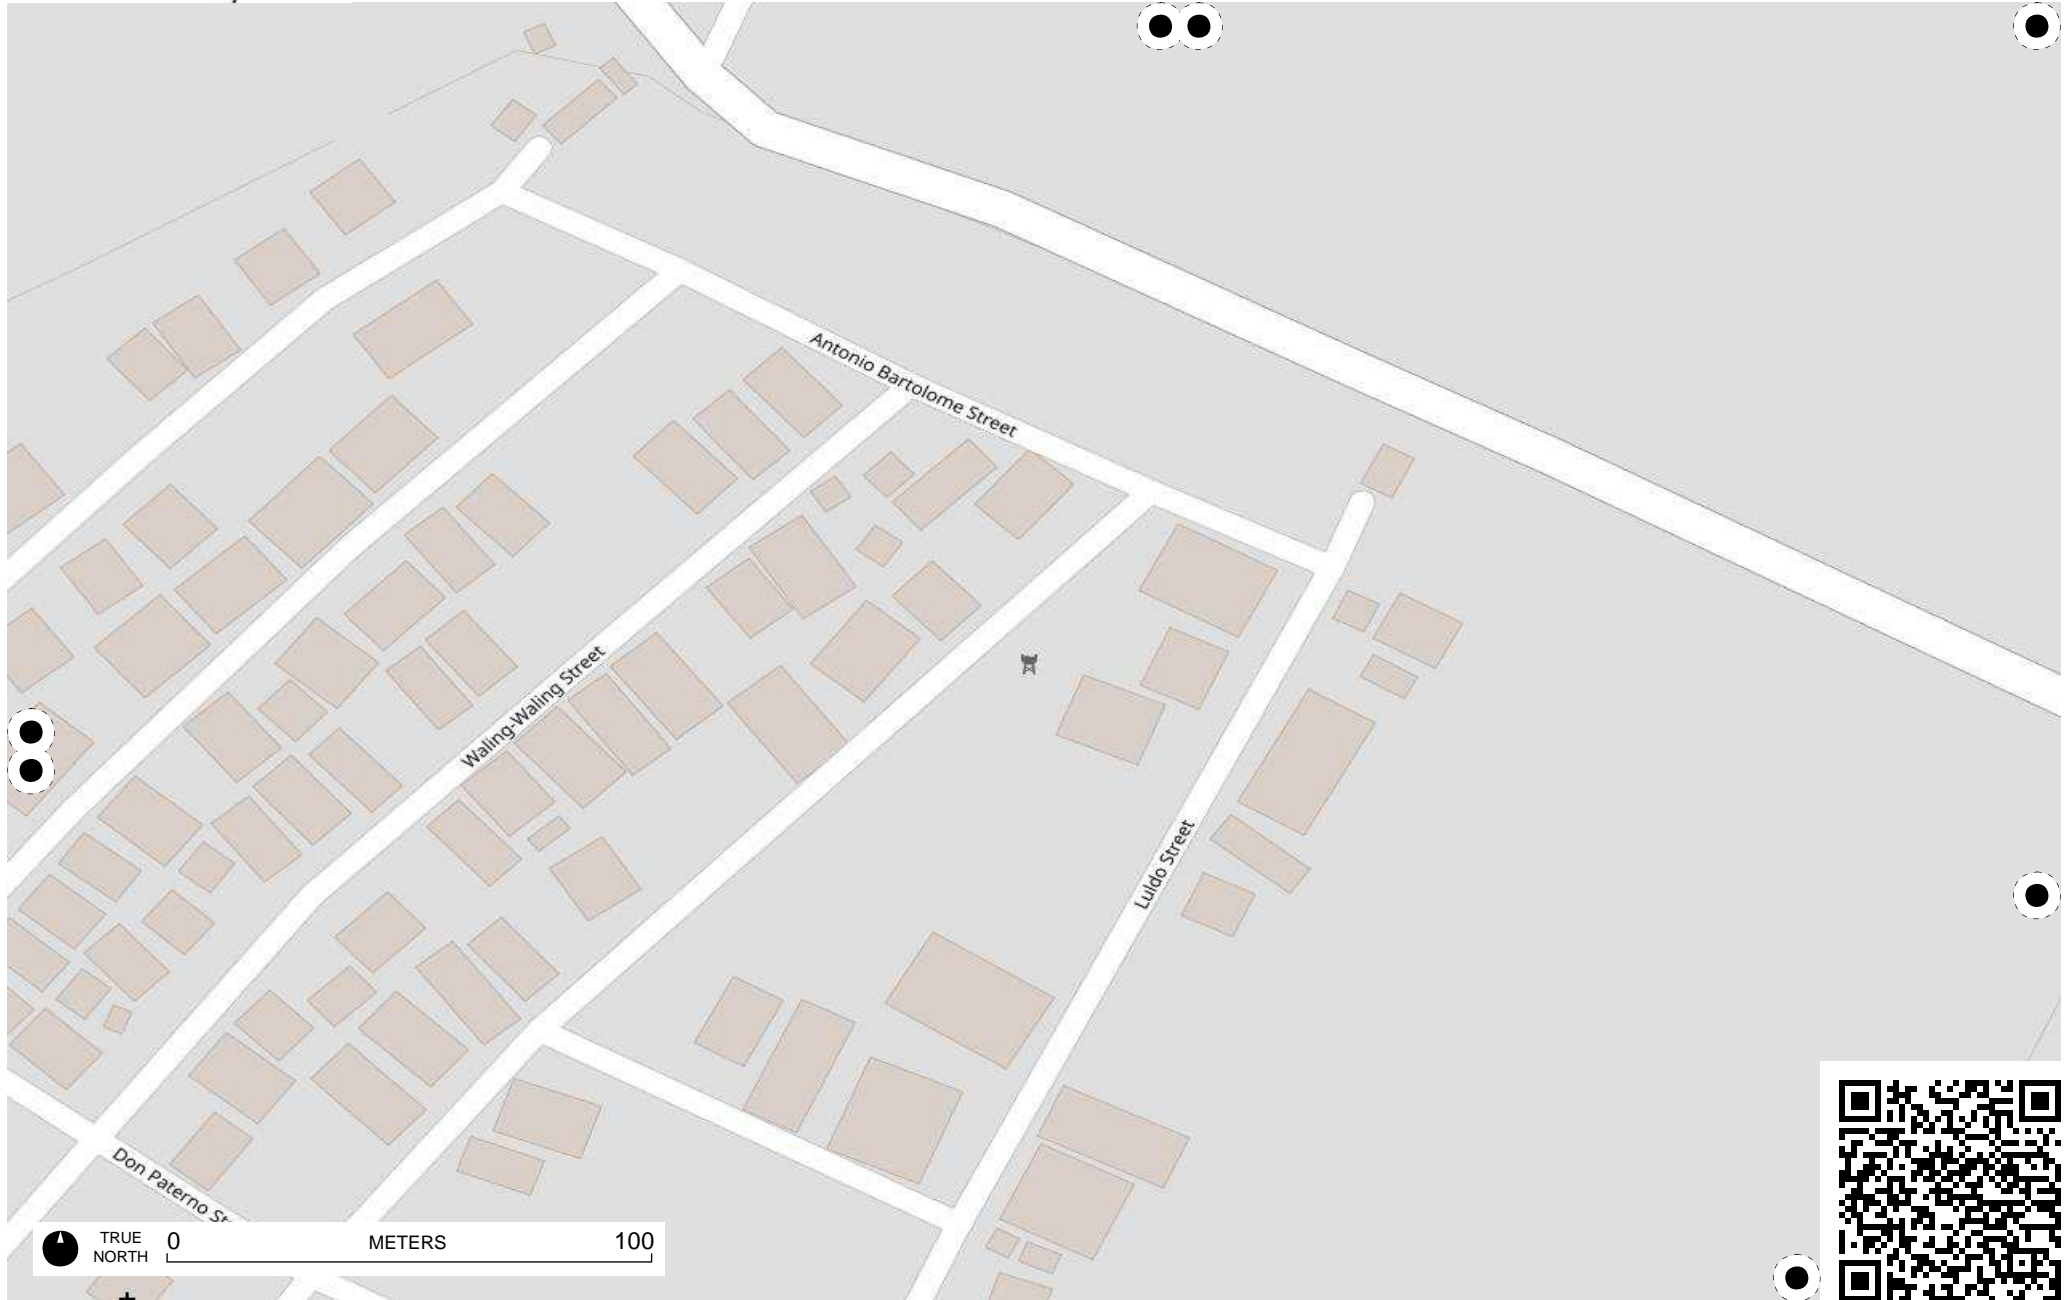 Antonio Bartolome Street
Waling-Waling Street
Luldo Street
Don Paterno St
TRUE
NORTH
0
METERS
100